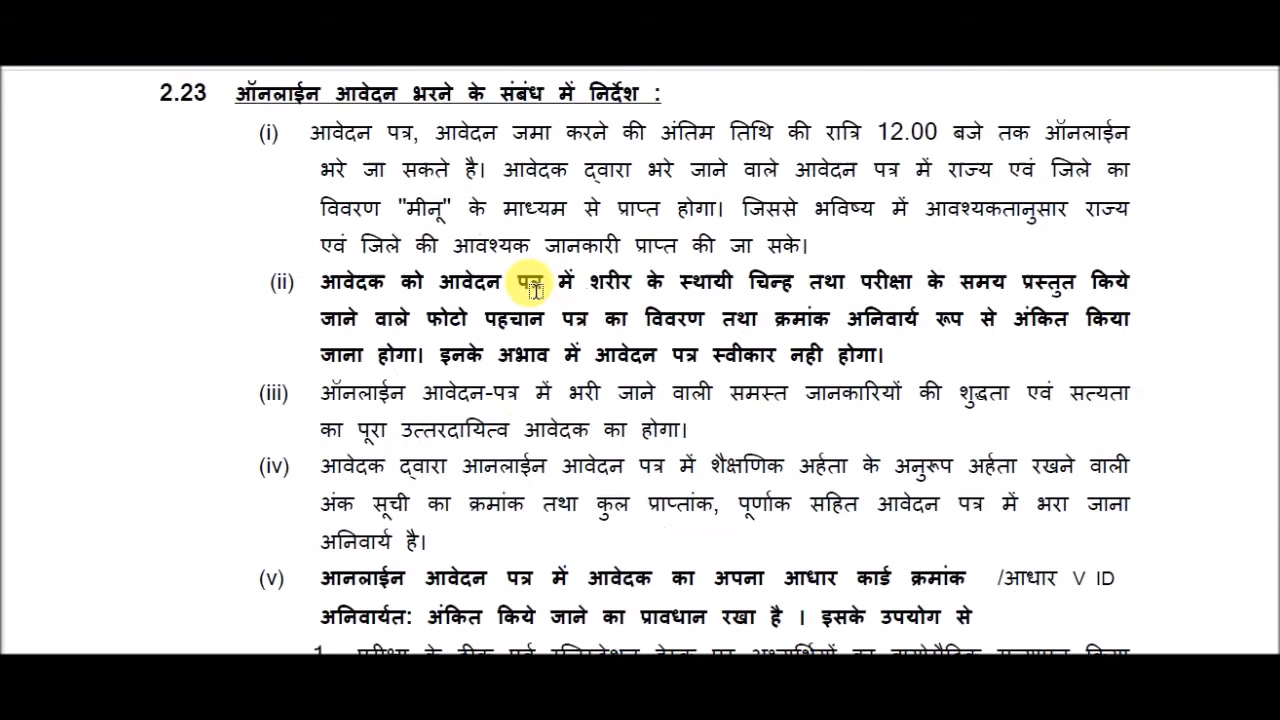 2.23 ऑनलाईन आवेदन भरने के संबंध में निर्देश :
(i) आवेदन पत्र, आवेदन जमा करने की अंतिम तिथि की रात्रि 12.00 बजे तक ऑनलाईन
भरे जा सकते है। आवेदक द्वारा भरे जाने वाले आवेदन पत्र में राज्य एवं जिले का
विवरण "मीनू" के माध्यम से प्राप्त होगा। जिससे भविष्य में आवश्यकतानुसार राज्य
एवं जिले की आवश्यक जानकारी प्राप्त की जा सके।
(ii) आवेदक को आवेदन पत्र में शरीर के स्थायी चिन्ह तथा परीक्षा के समय प्रस्तुत किये
जाने वाले फोटो पहचान पत्र का विवरण तथा क्रमांक अनिवार्य रूप से अंकित किया
जाना होगा। इनके अभाव में आवेदन पत्र स्वीकार नही होगा।
(iii) ऑनलाईन आवेदन-पत्र में भरी जाने वाली समस्त जानकारियों की शुद्धता एवं सत्यता
का पूरा उत्तरदायित्व आवेदक का होगा।
(iv) आवेदक द्वारा आनलाईन आवेदन पत्र में शैक्षणिक अर्हता के अनुरूप अर्हता रखने वाली
अंक सूची का क्रमांक तथा कुल प्राप्तांक, पूर्णाक सहित आवेदन पत्र में भरा जाना
अनिवार्य है।
(v) आनलाईन आवेदन पत्र में आवेदक का अपना आधार कार्ड क्रमांक /आधार V ID
अनिवार्यत: अंकित किये जाने का प्रावधान रखा है । इसके उपयोग से